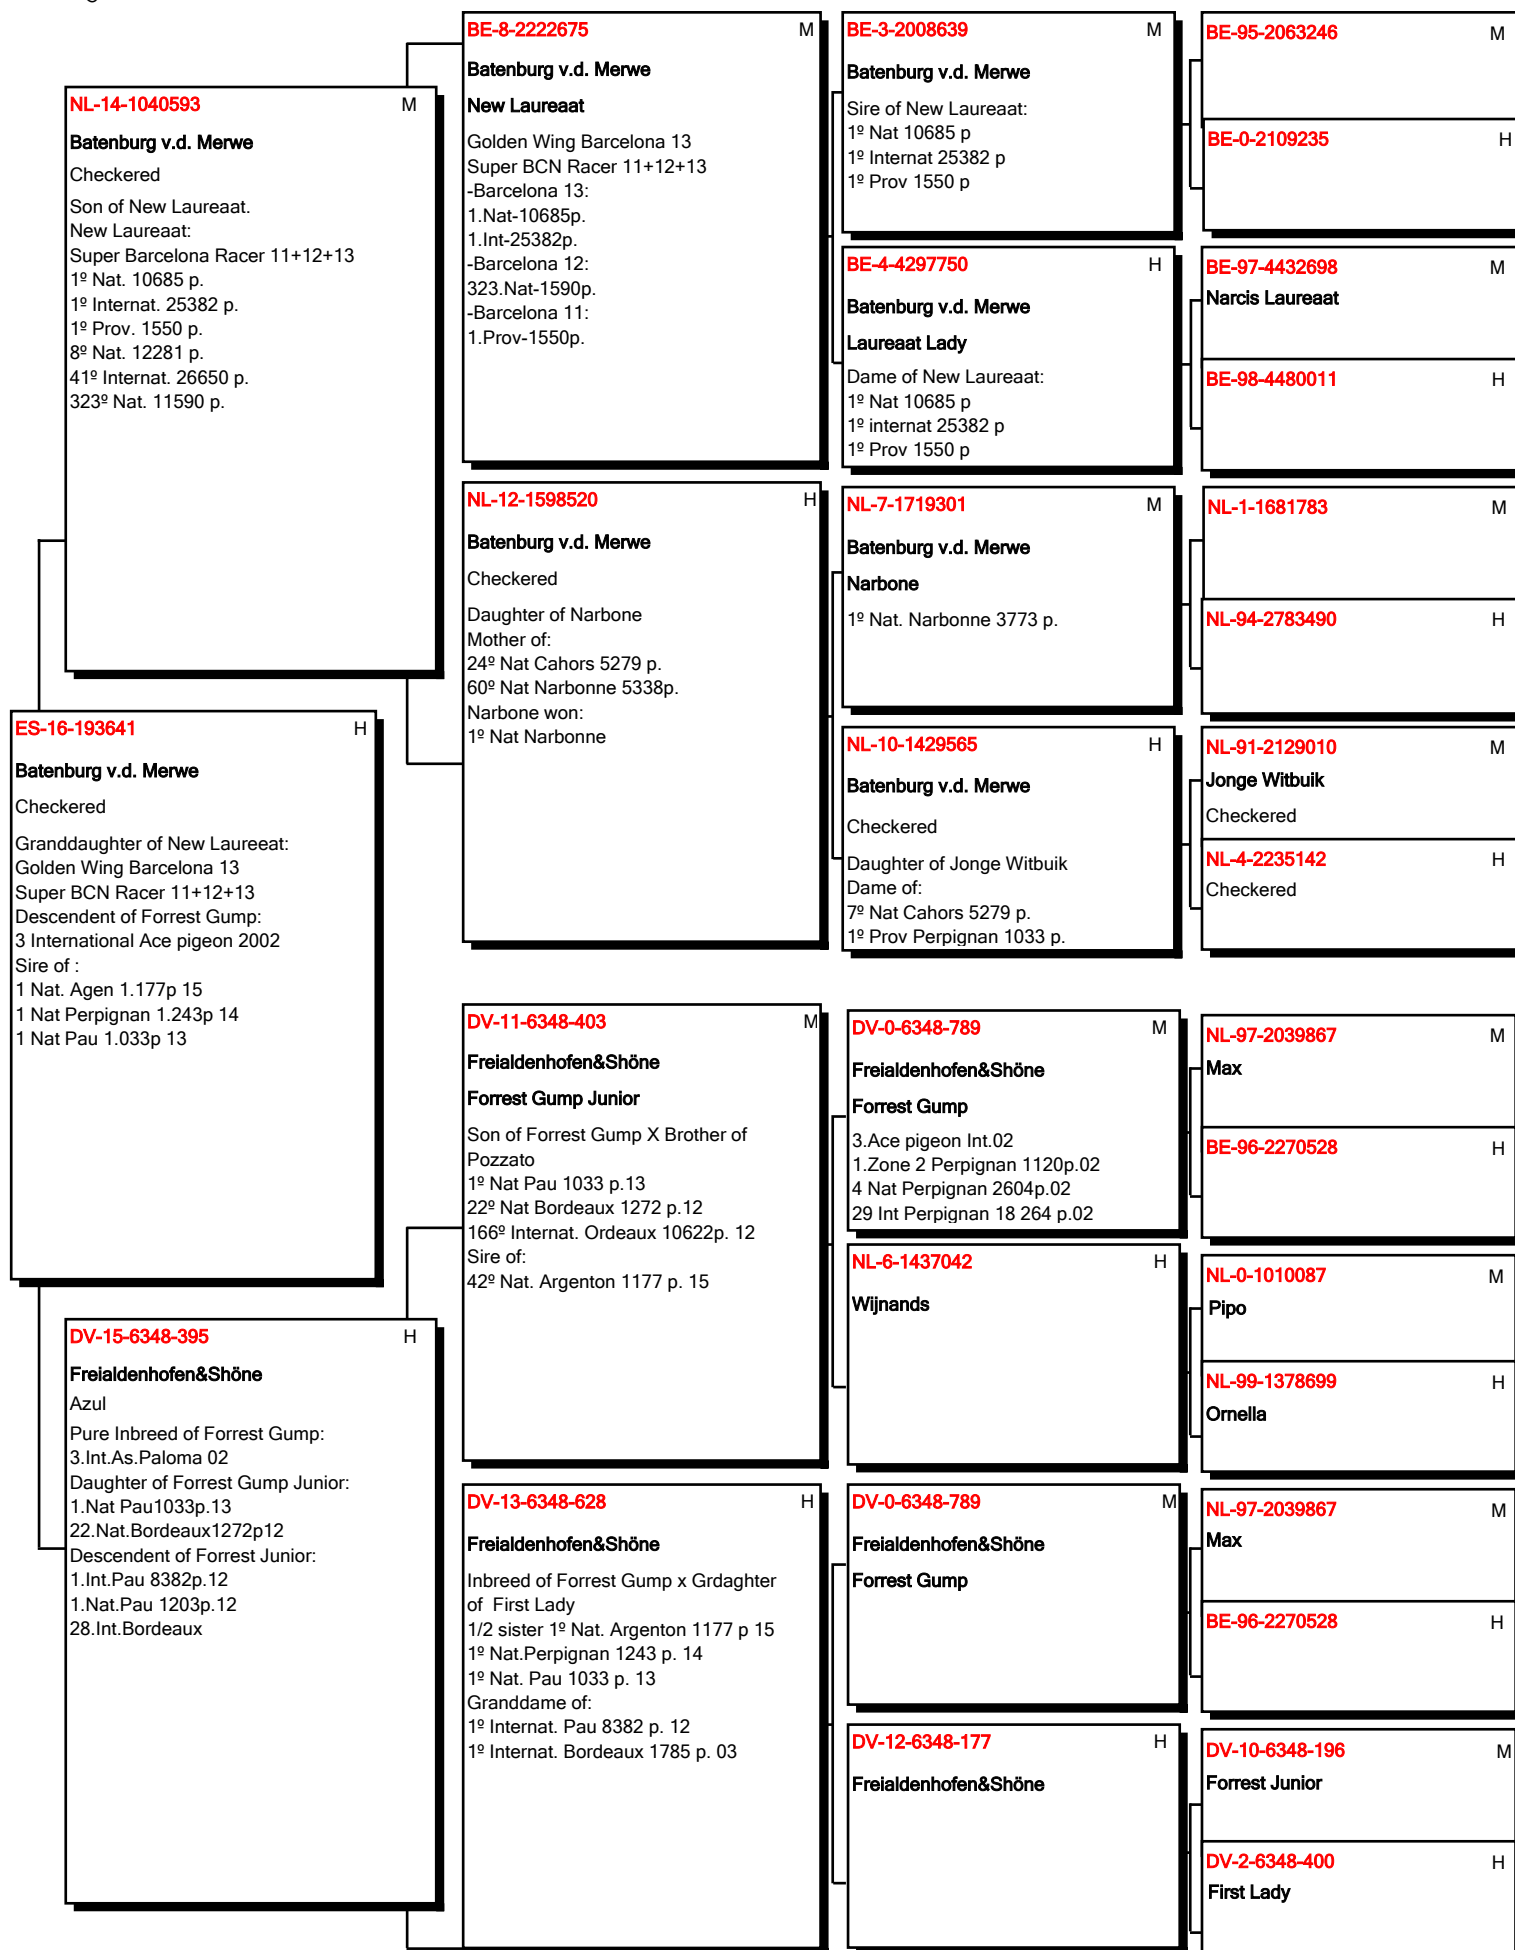 NL-14-1040593 M
Batenburg v.d. Merwe
Checkered
Son of New Laureaat.
New Laureaat:
Super Barcelona Racer 11+12+13
1º Nat. 10685 p.
1º Internat. 25382 p.
1º Prov. 1550 p.
8º Nat. 12281 p.
41º Internat. 26650 p.
323º Nat. 11590 p.
ES-16-193641 H
Batenburg v.d. Merwe
Checkered
Granddaughter of New Laureeat:
Golden Wing Barcelona 13
Super BCN Racer 11+12+13
Descendent of Forrest Gump:
3 International Ace pigeon 2002
Sire of :
1 Nat. Agen 1.177p 15
1 Nat Perpignan 1.243p 14
1 Nat Pau 1.033p 13
DV-15-6348-395 H
Freialdenhofen&Shöne
Azul
Pure Inbreed of Forrest Gump:
3.Int.As.Paloma 02
Daughter of Forrest Gump Junior:
1.Nat Pau1033p.13
22.Nat.Bordeaux1272p12
Descendent of Forrest Junior:
1.Int.Pau 8382p.12
1.Nat.Pau 1203p.12
28.Int.Bordeaux
BE-8-2222675 M
Batenburg v.d. Merwe
New Laureaat
Golden Wing Barcelona 13
Super BCN Racer 11+12+13
-Barcelona 13:
1.Nat-10685p.
1.Int-25382p.
-Barcelona 12:
323.Nat-1590p.
-Barcelona 11:
1.Prov-1550p.
NL-12-1598520 H
Batenburg v.d. Merwe
Checkered
Daughter of Narbone
Mother of:
24º Nat Cahors 5279 p.
60º Nat Narbonne 5338p.
Narbone won:
1º Nat Narbonne
DV-11-6348-403 M
Freialdenhofen&Shöne
Forrest Gump Junior
Son of Forrest Gump X Brother of
Pozzato
1º Nat Pau 1033 p.13
22º Nat Bordeaux 1272 p.12
166º Internat. Ordeaux 10622p. 12
Sire of:
42º Nat. Argenton 1177 p. 15
DV-13-6348-628 H
Freialdenhofen&Shöne
Inbreed of Forrest Gump x Grdaghter
of First Lady
1/2 sister 1º Nat. Argenton 1177 p 15
1º Nat.Perpignan 1243 p. 14
1º Nat. Pau 1033 p. 13
Granddame of:
1º Internat. Pau 8382 p. 12
1º Internat. Bordeaux 1785 p. 03
BE-3-2008639 M
Batenburg v.d. Merwe
Sire of New Laureaat:
1º Nat 10685 p
1º Internat 25382 p
1º Prov 1550 p
BE-4-4297750 H
Batenburg v.d. Merwe
Laureaat Lady
Dame of New Laureaat:
1º Nat 10685 p
1º internat 25382 p
1º Prov 1550 p
NL-7-1719301 M
Batenburg v.d. Merwe
Narbone
1º Nat. Narbonne 3773 p.
NL-10-1429565 H
Batenburg v.d. Merwe
Checkered
Daughter of Jonge Witbuik
Dame of:
7º Nat Cahors 5279 p.
1º Prov Perpignan 1033 p.
DV-0-6348-789 M
Freialdenhofen&Shöne
Forrest Gump
3.Ace pigeon Int.02
1.Zone 2 Perpignan 1120p.02
4 Nat Perpignan 2604p.02
29 Int Perpignan 18 264 p.02
NL-6-1437042 H
Wijnands
DV-0-6348-789 M
Freialdenhofen&Shöne
Forrest Gump
DV-12-6348-177 H
Freialdenhofen&Shöne
BE-95-2063246 M
BE-0-2109235 H
BE-97-4432698 M
Narcis Laureaat
BE-98-4480011 H
NL-1-1681783 M
NL-94-2783490 H
NL-91-2129010 M
Jonge Witbuik
Checkered
NL-4-2235142 H
Checkered
NL-97-2039867 M
Max
BE-96-2270528 H
NL-0-1010087 M
Pipo
NL-99-1378699 H
Ornella
NL-97-2039867 M
Max
BE-96-2270528 H
DV-10-6348-196 M
Forrest Junior
DV-2-6348-400 H
First Lady